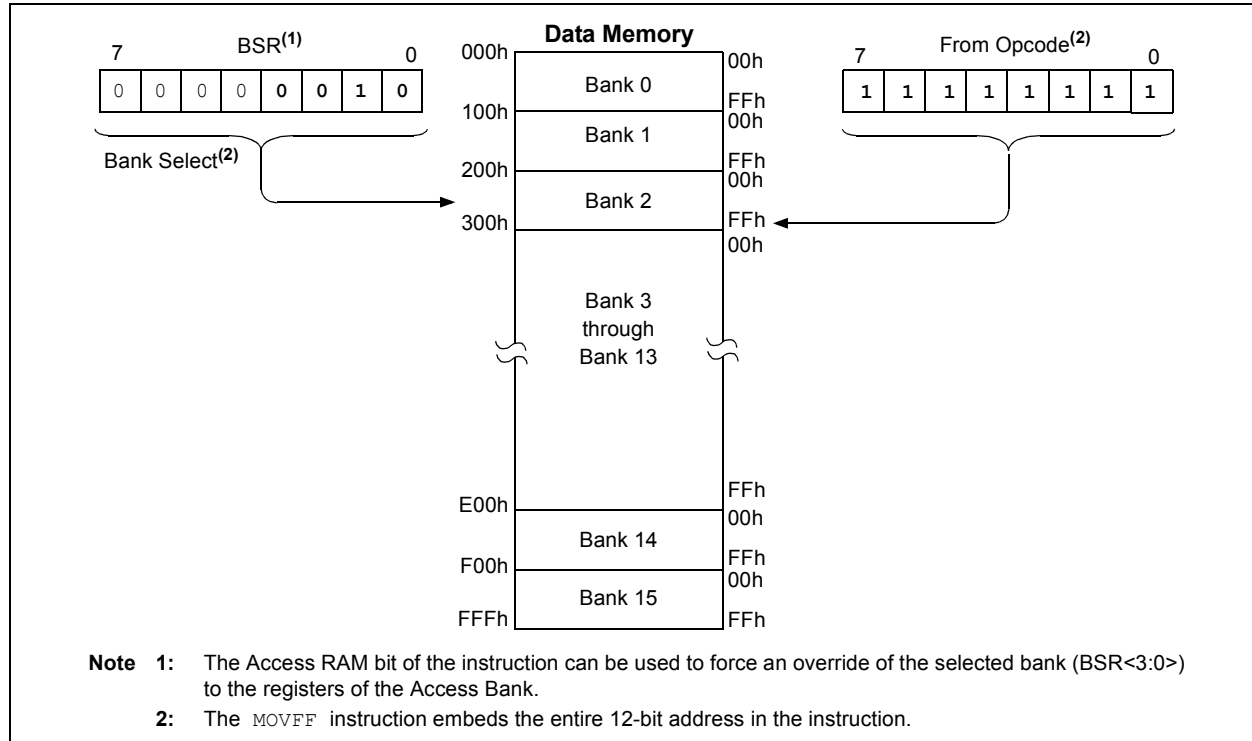 Data Memory
7 BSR(1) 0
0 0 0 0 0 0 1 0
Bank Select(2)
7 From Opcode(2) 0
1 1 1 1 1 1 1 1
000h
Bank 0
00h
FFh
100h
Bank 1
00h
FFh
200h
Bank 2
00h
FFh
300h
00h
Bank 3
through
Bank 13
FFh
E00h
Bank 14
00h
FFh
F00h
Bank 15
00h
FFFh
FFh
Note 1: The Access RAM bit of the instruction can be used to force an override of the selected bank (BSR<3:0>)
to the registers of the Access Bank.
2: The MOVFF instruction embeds the entire 12-bit address in the instruction.